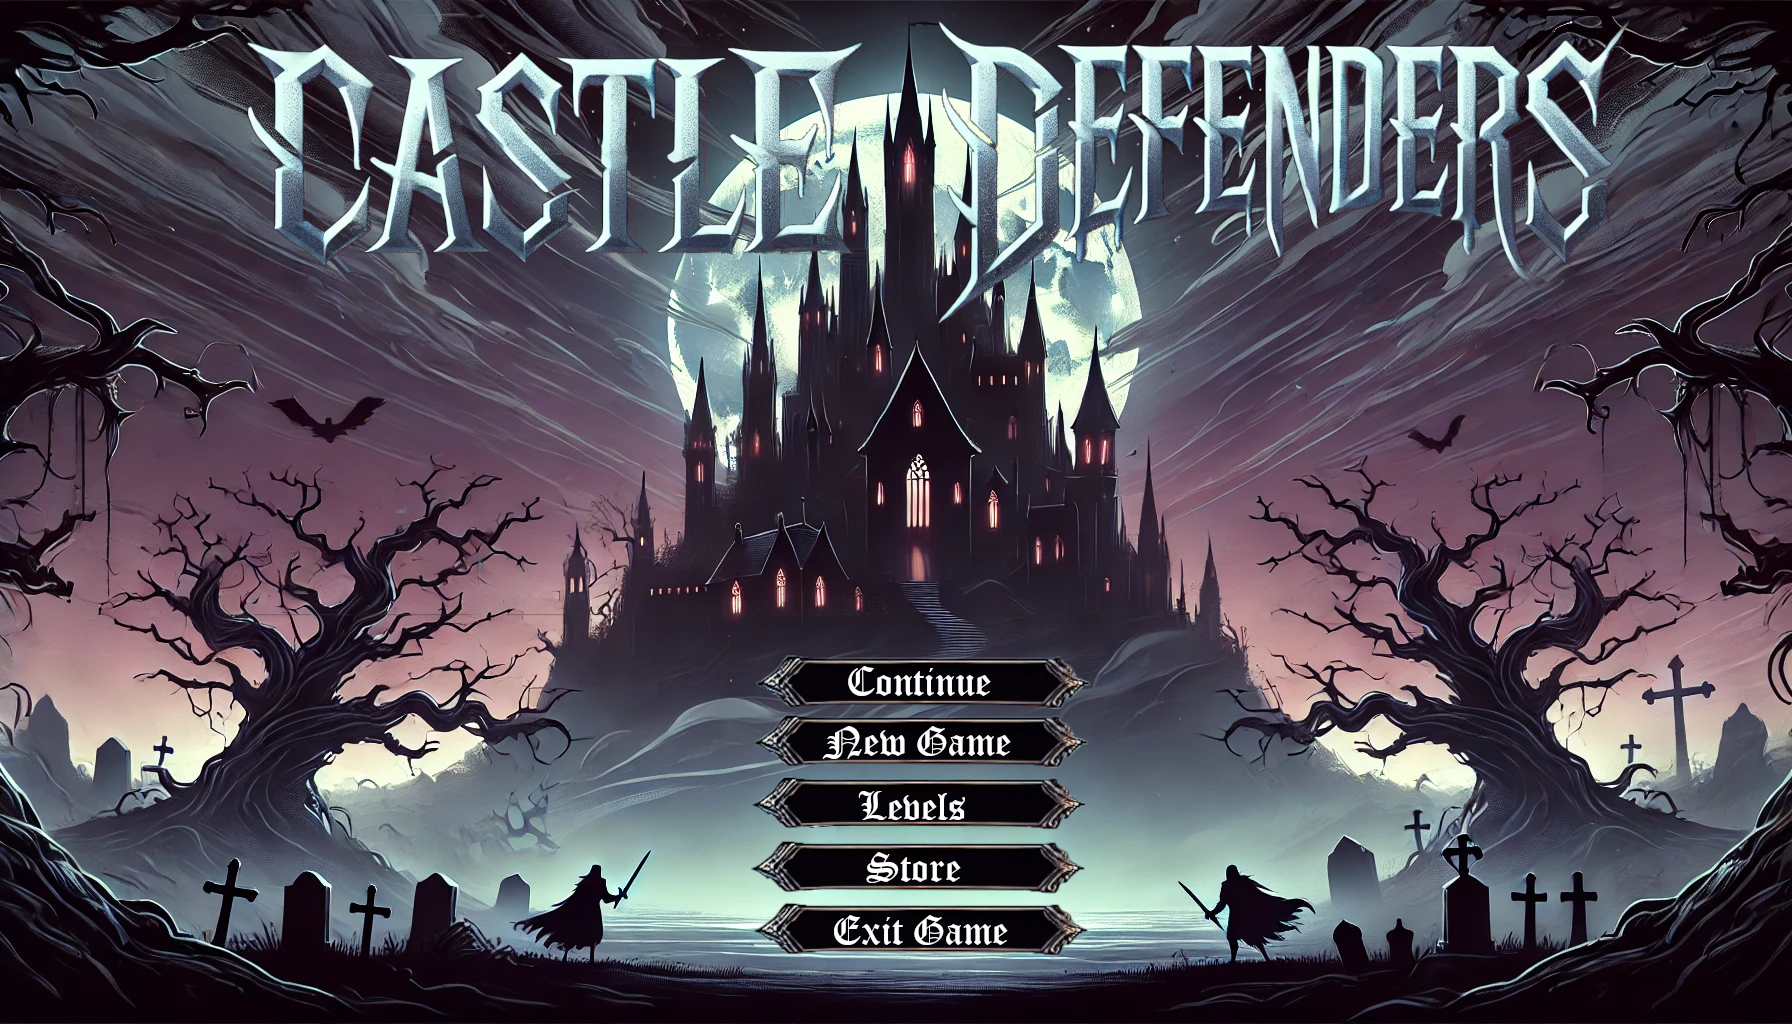 CASTLE DEFENDERS
Continue
New Game
Levels
Store
Exit Game